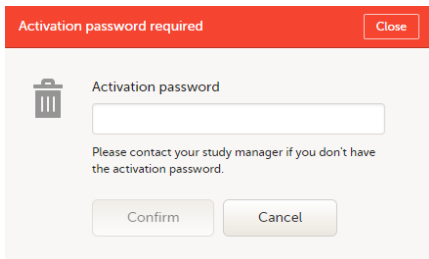 Activation password required
Close
Activation password
Please contact your study manager if you don't have
the activation password.
Confirm
Cancel